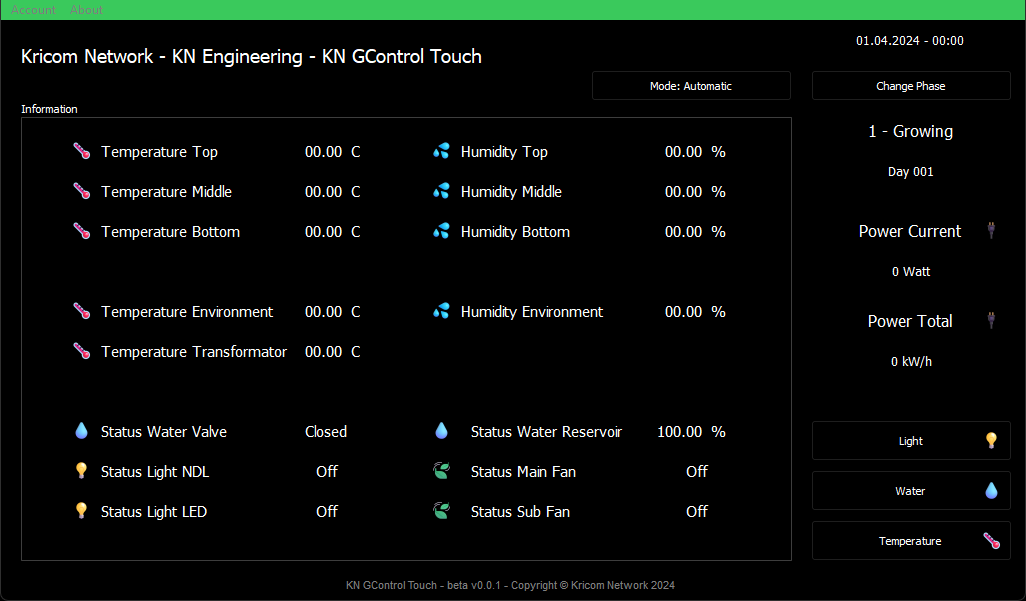 Account About
01.04.2024 - 00:00
Kricom Network - KN Engineering - KN GControl Touch
Mode: Automatic
Change Phase
Information
Temperature Top 00.00 C Humidity Top 00.00 %
Temperature Middle 00.00 C Humidity Middle 00.00 %
Temperature Bottom 00.00 C Humidity Bottom 00.00 %
Temperature Environment 00.00 C Humidity Environment 00.00 %
Temperature Transformator 00.00 C
Status Water Valve Closed Status Water Reservoir 100.00 %
Status Light NDL Off Status Main Fan Off
Status Light LED Off Status Sub Fan Off
1 - Growing
Day 001
Power Current
0 Watt
Power Total
0 kW/h
Light
Water
Temperature
KN GControl Touch - beta v0.0.1 - Copyright © Kricom Network 2024